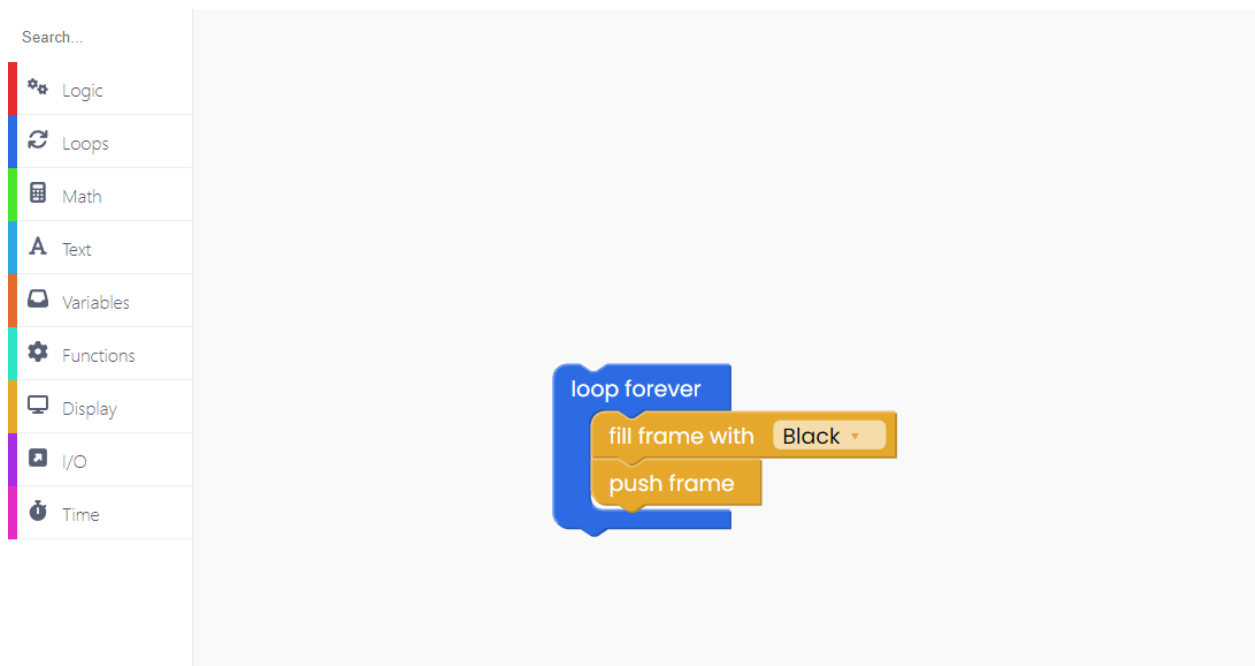 Search...
Logic
Loops
Math
Text
Variables
Functions
Display
I/O
Time
loop forever
fill frame with Black
push frame